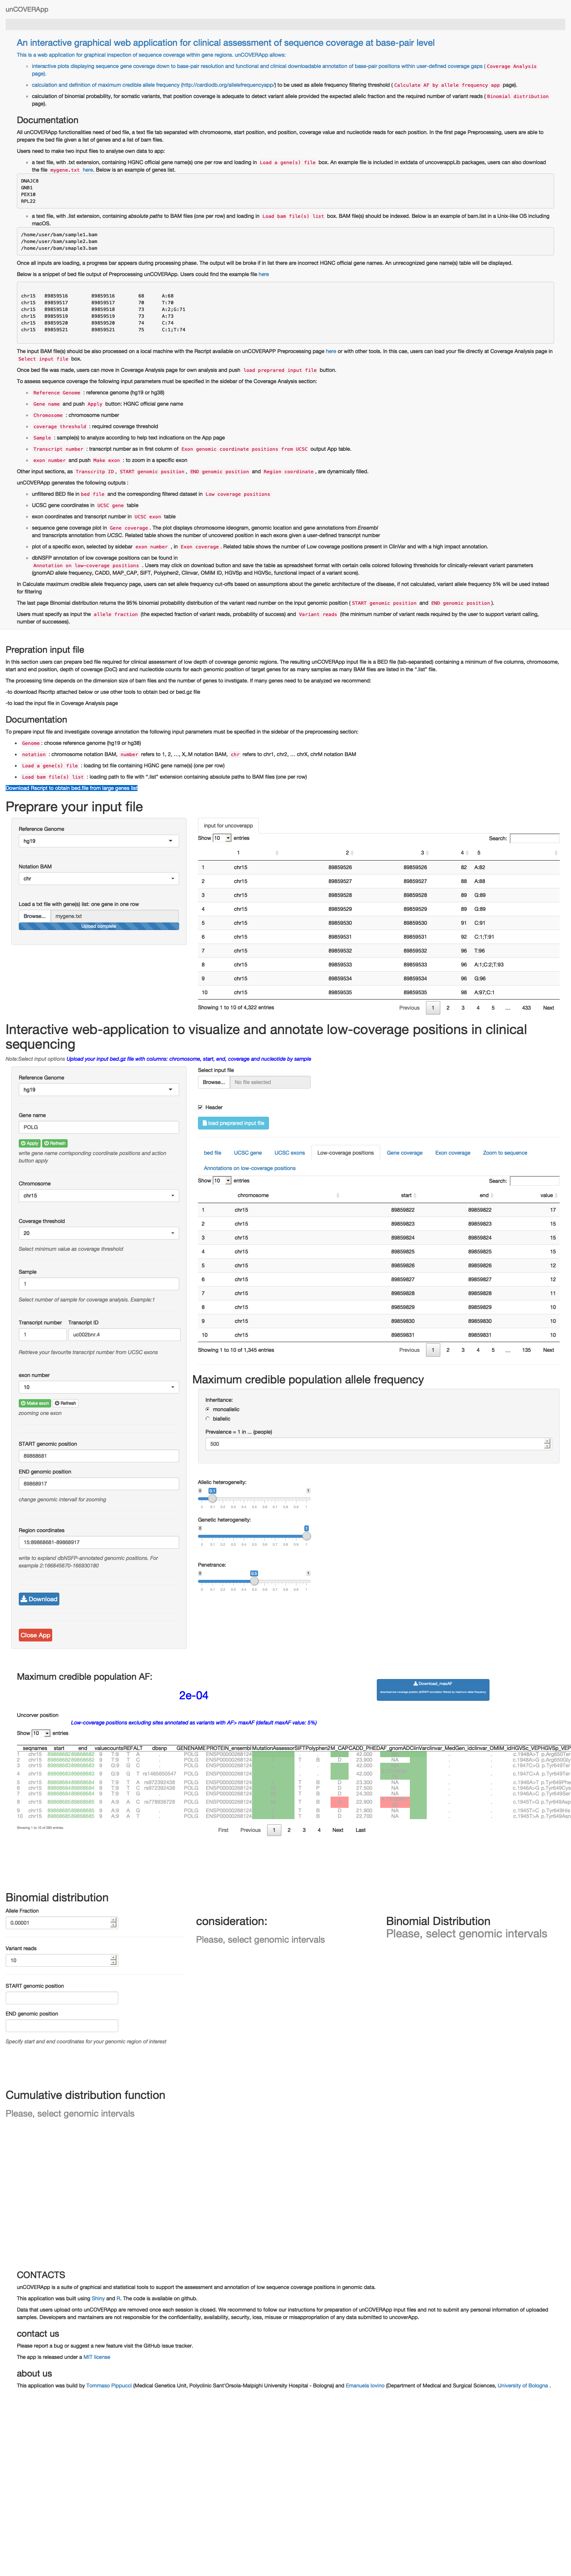 unCOVERApp
An interactive graphical web application for clinical assessment of sequence coverage at base-pair level
This is a web application for graphical inspection of sequence coverage within gene regions. unCOVERApp allows:
interactive plots displaying sequence gene coverage down to base-pair resolution and functional and clinical downloadable annotation of base-pair positions within user-defined coverage gaps ( Coverage Analysis
page).
calculation and definition of maximum credible allele frequency (http://cardiodb.org/allelefrequencyapp/) to be used as allele frequency filtering threshold ( Calculate AF by allele frequency app page).
calculation of binomial probability, for somatic variants, that position coverage is adequate to detect variant allele provided the expected allelic fraction and the required number of variant reads ( Binomial distribution
page).
Documentation
All unCOVERApp functionalities need of bed file, a text file tab separated with chromosome, start position, end position, coverage value and nucleotide reads for each position. In the first page Preprocessing, users are able to
prepare the bed file given a list of genes and a list of bam files.
Users need to make two input files to analyse own data to app:
a text file, with .txt extension, containing HGNC official gene name(s) one per row and loading in Load a gene(s) file box. An example file is included in extdata of uncoverappLib packages, users can also download
the file mygene.txt here. Below is an example of genes list.
DNAJC8
GNB1
PEX10
RPL22
a text file, with .list extension, containing absolute paths to BAM files (one per row) and loading in Load bam file(s) list box. BAM file(s) should be indexed. Below is an example of bam.list in a Unix-like OS including
macOS.
/home/user/bam/sample1.bam
/home/user/bam/sample2.bam
/home/user/bam/smaple3.bam
Once all inputs are loading, a progress bar appears during processing phase. The output will be broke if in list there are incorrect HGNC official gene names. An unrecognized gene name(s) table will be displayed.
Below is a snippet of bed file output of Preprocessing unCOVERApp. Users could find the example file here
chr15 89859516 89859516 68 A:68
chr15 89859517 89859517 70 T:70
chr15 89859518 89859518 73 A:2;G:71
chr15 89859519 89859519 73 A:73
chr15 89859520 89859520 74 C:74
chr15 89859521 89859521 75 C:1;T:74
The input BAM file(s) should be also processed on a local machine with the Rscript available on unCOVERAPP Preprocessing page here or with other tools. In this cae, users can load your file directly at Coverage Analysis page in
Select input file box.
Once bed file was made, users can move in Coverage Analysis page for own analysis and push load preprared input file button.
To assess sequence coverage the following input parameters must be specified in the sidebar of the Coverage Analysis section:
Reference Genome : reference genome (hg19 or hg38)
Gene name and push Apply button: HGNC official gene name
Chromosome : chromosome number
coverage threshold : required coverage threshold
Sample : sample(s) to analyze according to help text indications on the App page
Transcript number : transcript number as in first column of Exon genomic coordinate positions from UCSC output App table.
exon number and push Make exon : to zoom in a specific exon
Other input sections, as Transcritp ID, START genomic position, END genomic position and Region coordinate, are dynamically filled.
unCOVERApp generates the following outputs :
unfiltered BED file in bed file and the corresponding filtered dataset in Low coverage positions
UCSC gene coordinates in UCSC gene table
exon coordinates and transcript number in UCSC exon table
sequence gene coverage plot in Gene coverage. The plot displays chromosome ideogram, genomic location and gene annotations from Ensembl
and transcripts annotation from UCSC. Related table shows the number of uncovered position in each exons given a user-defined transcript number
plot of a specific exon, selected by sidebar exon number , in Exon coverage. Related table shows the number of Low coverage positions present in ClinVar and with a high impact annotation.
dbNSFP annotation of low coverage positions can be found in
Annotation on low-coverage positions . Users may click on download button and save the table as spreadsheet format with certain cells colored following thresholds for clinically-relevant variant parameters
(gnomAD allele frequency, CADD, MAP_CAP, SIFT, Polyphen2, Clinvar, OMIM ID, HGVSp and HGVSc, functional impact of a variant score).
In Calculate maximum credible allele frequency page, users can set allele frequency cut-offs based on assumptions about the genetic architecture of the disease, if not calculated, variant allele frequency 5% will be used instead
for filtering
The last page Binomial distribution returns the 95% binomial probability distribution of the variant read number on the input genomic position ( START genomic position and END genomic position).
Users must specify as input the allele fraction (the expected fraction of variant reads, probability of success) and Variant reads (the minimum number of variant reads required by the user to support variant calling,
number of successes).
Prepration input file
In this section users can prepare bed file required for clinical assessment of low depth of coverage genomic regions. The resulting unCOVERApp input file is a BED file (tab-separated) containing a minimum of five columns, chromosome,
start and end position, depth of coverage (DoC) and and nucleotide counts for each genomic position of target genes for as many samples as many BAM files are listed in the ".list" file.
The processing time depends on the size dimension of bam files and the number of genes to investigate. If many genes need to be analyzed we recommend:
-to download Rscritp attached below or use other tools to obtain bed or bed.gz file
-to load the input file in Coverage Analysis page
Documentation
To prepare input file and investigate coverage annotation the following input parameters must be specified in the sidebar of the preprocessing section:
Genome: choose reference genome (hg19 or hg38)
notation : chromosome notation BAM, number refers to 1, 2, ..., X,.M notation BAM, chr refers to chr1, chr2, ... chrX, chrM notation BAM
Load a gene(s) file : loading txt file containing HGNC gene name(s) (one per row)
Load bam file(s) list : loading path to file with ".list" extension containing absolute paths to BAM files (one per row)
Downoles Rscript to obtaint bed.file from large genes list
Preprare your input file
Reference Genome
hg19
Notation BAM
chr
Load a txt file with gene(s) list: one gene in one row
Browse... mygene.txt
Upload complete
input for uncoverapp
Show 10 entries Search:
1 2 3 4 5
1 chr15 89859526 89859526 82 A:82
2 chr15 89859527 89859527 88 A:88
3 chr15 89859528 89859528 89 G:89
4 chr15 89859529 89859529 89 G:89
5 chr15 89859530 89859530 91 C:91
6 chr15 89859531 89859531 92 C:1;T:91
7 chr15 89859532 89859532 96 T:96
8 chr15 89859533 89859533 96 A:1;C:2;T:93
9 chr15 89859534 89859534 96 G:96
10 chr15 89859535 89859535 98 A:97;C:1
Showing 1 to 10 of 4,322 entries Previous 1 2 3 4 5 ... 433 Next
Interactive web-application to visualize and annotate low-coverage positions in clinical
sequencing
Note:Select input options Upload your input bed.gz file with columns: chromosome, start, end, coverage and nucleotide by sample
Reference Genome
hg19
Gene name
POLG
Apply Refresh
write gene name corrisponding coordinate positions and action
button apply
Chromosome
chr15
Coverage threshold
20
Select minimum value as coverage threshold
Sample
1
Select number of sample for coverage analysis. Example:1
Transcript number Transcript ID
1 uc002bnr.4
Retrieve your favourite transcript number from UCSC exons
exon number
10
Make exon Refresh
zooming one exon
START genomic position
89868681
END genomic position
89868917
change genomic interval for zooming
Region coordinates
15:89868681-89868917
write to expland dbNSFP-annotated genomic positions. For
example 2:166845670-166930180
Download
Close App
Select input file
Browse... No file selected
Header
load preprared input file
bed file UCSC gene UCSC exons Low-coverage positions Gene coverage Exon coverage Zoom to sequence
Annotations on low-coverage positions
Show 10 entries Search:
chromosome start end value
1 chr15 89859822 89859822 17
2 chr15 89859823 89859823 15
3 chr15 89859824 89859824 15
4 chr15 89859825 89859825 15
5 chr15 89859826 89859826 12
6 chr15 89859827 89859827 12
7 chr15 89859828 89859828 11
8 chr15 89859829 89859829 10
9 chr15 89859830 89859830 10
10 chr15 89859831 89859831 10
Showing 1 to 10 of 1,345 entries Previous 1 2 3 4 5 ... 135 Next
Maximum credible population allele frequency
Inheritance:
monoallelic
biallelic
Prevalence = 1 in ... (people)
500
Allelic heterogeneity:
0 0.1 1
Genetic heterogeneity:
0 1
Penetrance:
0 0.5 1
Maximum credible population AF:
2e-04
Download_maxAF
Uncover position
Low-coverage positions excluding sites annotated as variants with AF> maxAF (default maxAF value: 5%)
Show 10 entries
First Previous 1 2 3 4 Next Last
Binomial distribution
Allele Fraction
0.00001
Variant reads
10
START genomic position
END genomic position
Specify start and end coordinates for your genomic region of interest
consideration:
Please, select genomic intervals
Binomial Distribution
Please, select genomic intervals
Cumulative distribution function
Please, select genomic intervals
CONTACTS
unCOVERApp is a suite of graphical and statistical tools to support the assessment and annotation of low sequence coverage positions in genomic data.
This application was built using Shiny and R. The code is available on github.
Data that users upload onto unCOVERApp are removed once each session is closed. We recommend to follow our instructions for preparation of unCOVERApp input files and not to submit any personal information of uploaded
samples. Developers and maintainers are not responsible for the confidentiality, availability, security, loss, misuse or misappropriation of any data submitted to uncoverApp.
contact us
Please report a bug or suggest a new feature visit the GitHub issue tracker.
The app is released under a MIT license
about us
This application was build by Tommaso Pippucci (Medical Genetics Unit, Polyclinic Sant'Orsola-Malpighi University Hospital - Bologna) and Emanuela Iovino (Department of Medical and Surgical Sciences, University of Bologna .